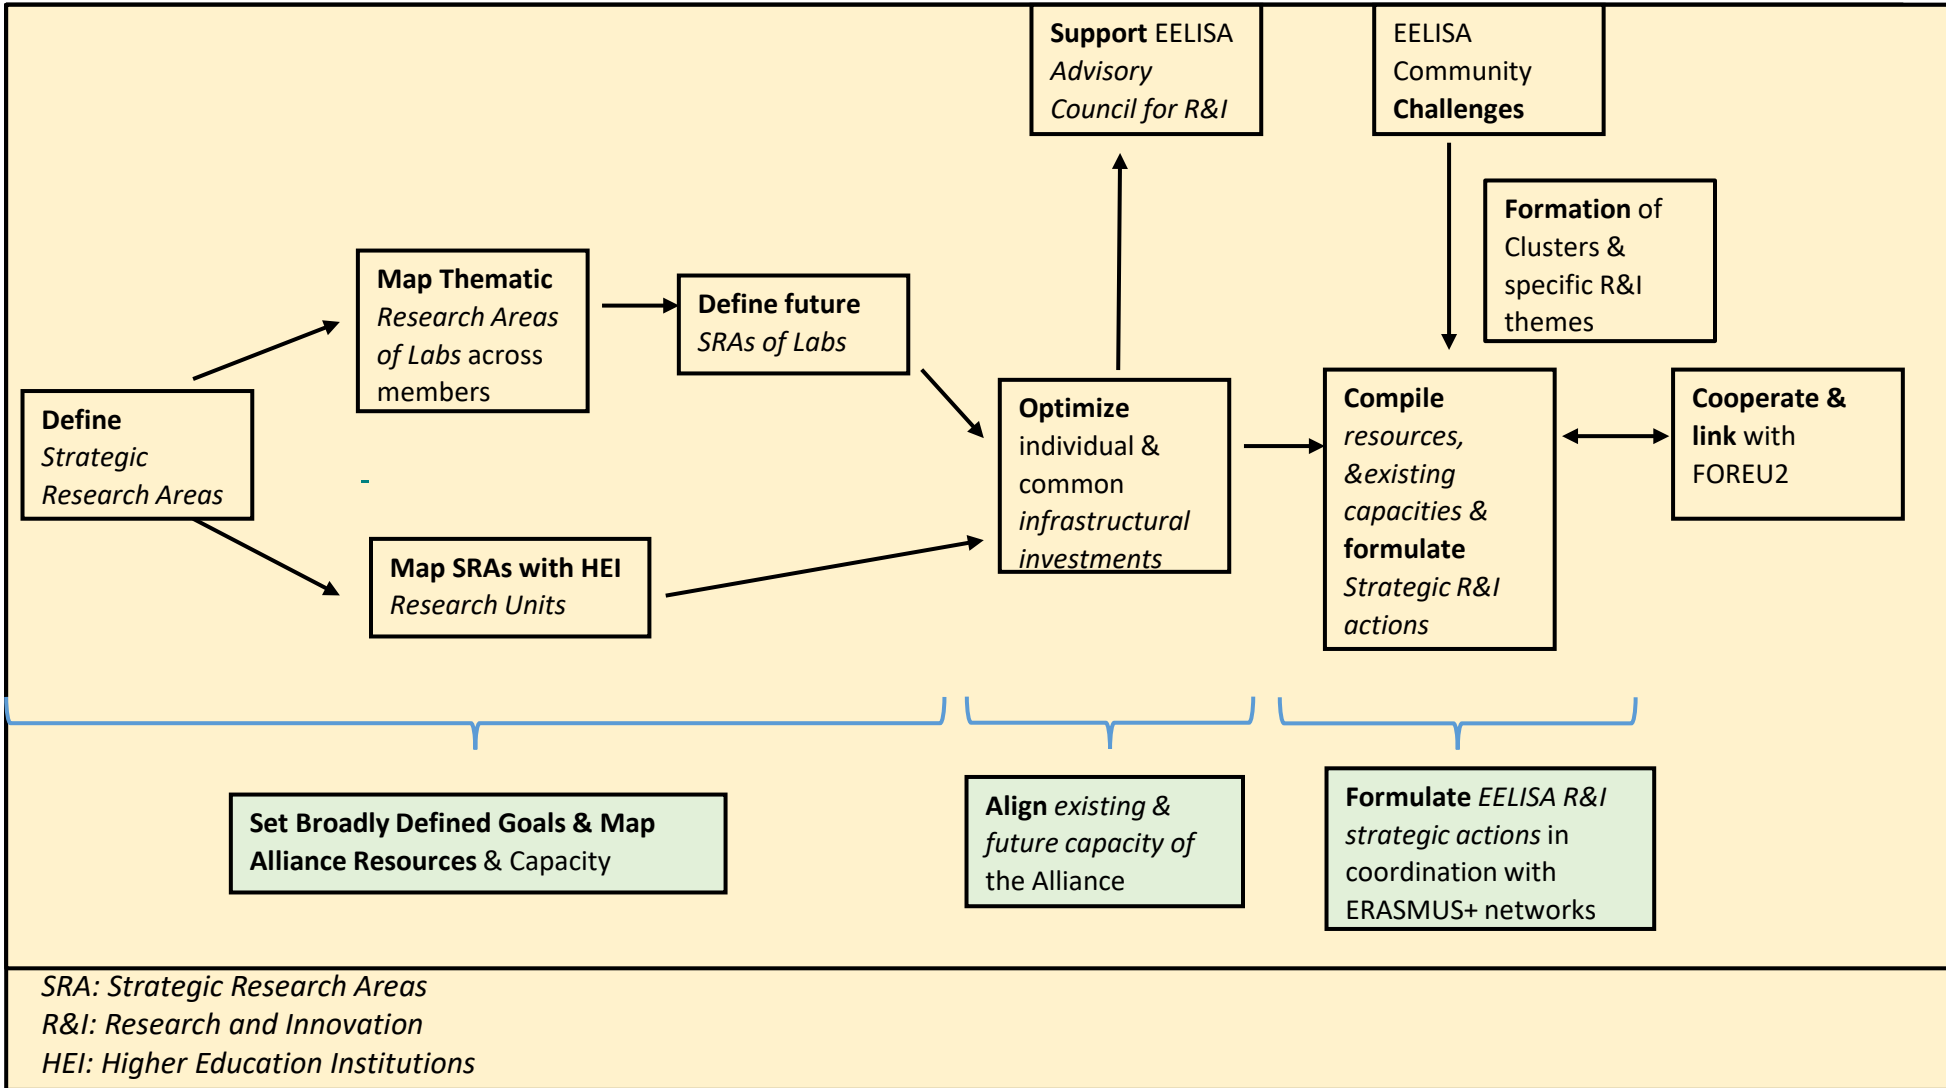 Support EELISA
Advisory
Council for R&I
EELISA
Community
Challenges
Formation of
Clusters &
specific R&I
themes
Map Thematic
Research Areas
of Labs across
members
Define future
SRAs of Labs
Define
Strategic
Research Areas
Map SRAs with HEI
Research Units
Optimize
individual &
common
infrastructural
investments
Compile
resources,
&existing
capacities &
formulate
Strategic R&I
actions
Cooperate &
link with
FOREU2
Set Broadly Defined Goals & Map
Alliance Resources & Capacity
Align existing &
future capacity of
the Alliance
Formulate EELISA R&I
strategic actions in
coordination with
ERASMUS+ networks
SRA: Strategic Research Areas
R&I: Research and Innovation
HEI: Higher Education Institutions